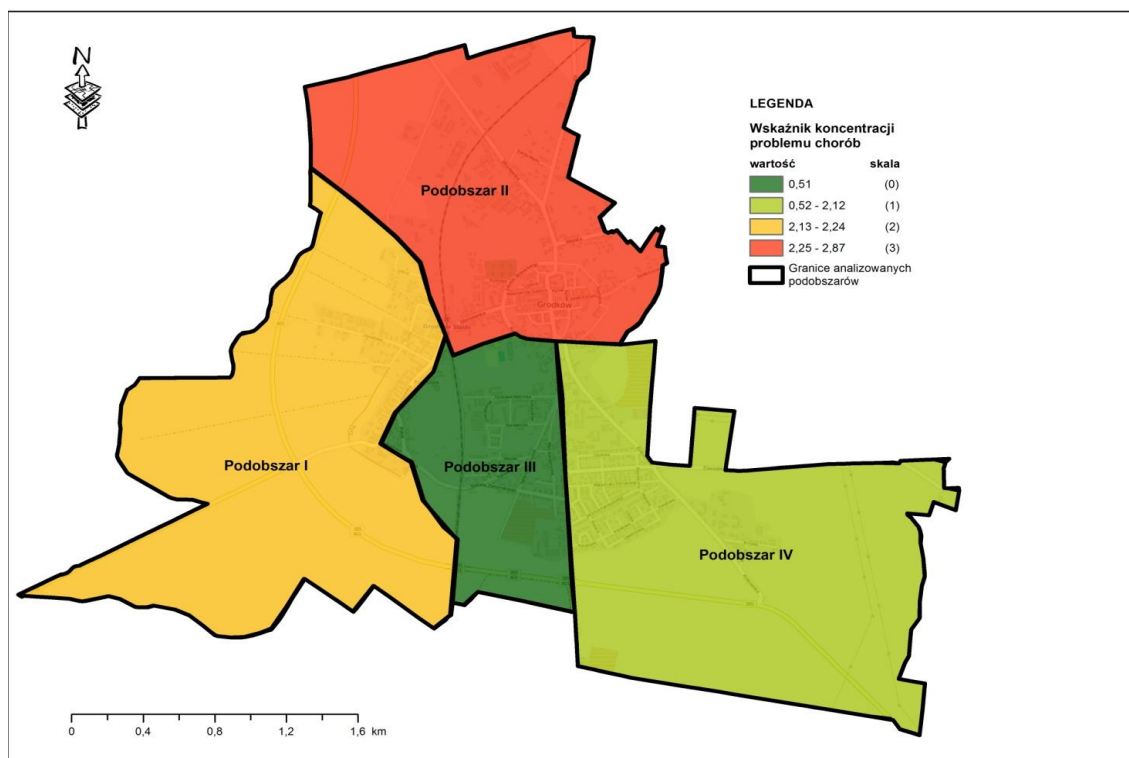 N
LEGENDA
Wskaźnik koncentracji
problemu chorób
wartość skala
0,51 (0)
0,52 - 2,12 (1)
2,13 - 2,24 (2)
2,25 - 2,87 (3)
Granice analizowanych
podobszarów
Podobszar II
Grodków
Podobszar I
Podobszar III
Podobszar IV
0 0,4 0,8 1,2 1,6 km